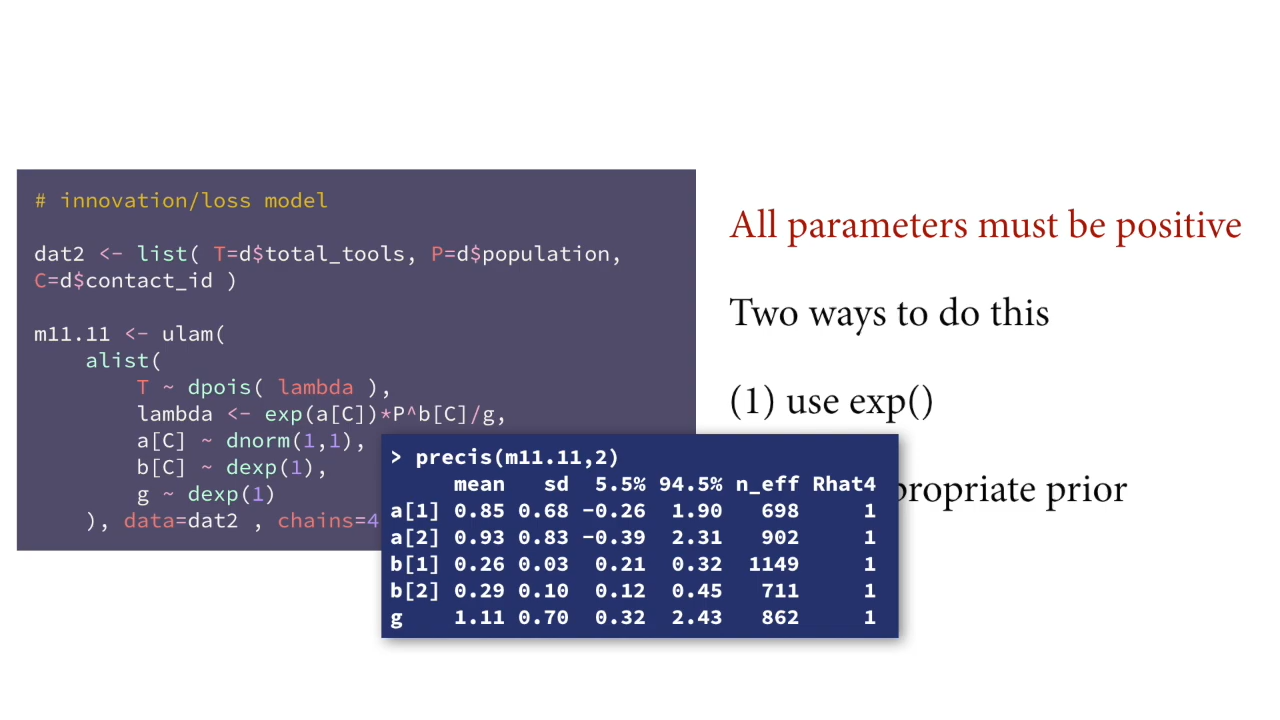 # innovation/loss model
dat2 <- list( T=d$total_tools, P=d$population,
C=d$contact_id )
m11.11 <- ulam(
alist(
T ~ dpois( lambda ),
lambda <- exp(a[C])*P^b[C]/g,
a[C] ~ dnorm(1,1),
b[C] ~ dexp(1),
g ~ dexp(1)
), data=dat2 , chains=4
All parameters must be positive
Two ways to do this
(1) use exp()
propriate prior
> precis(m11.11,2)
mean sd 5.5% 94.5% n_eff Rhat4
a[1] 0.85 0.68 -0.26 1.90 698 1
a[2] 0.93 0.83 -0.39 2.31 902 1
b[1] 0.26 0.03 0.21 0.32 1149 1
b[2] 0.29 0.10 0.12 0.45 711 1
g 1.11 0.70 0.32 2.43 862 1